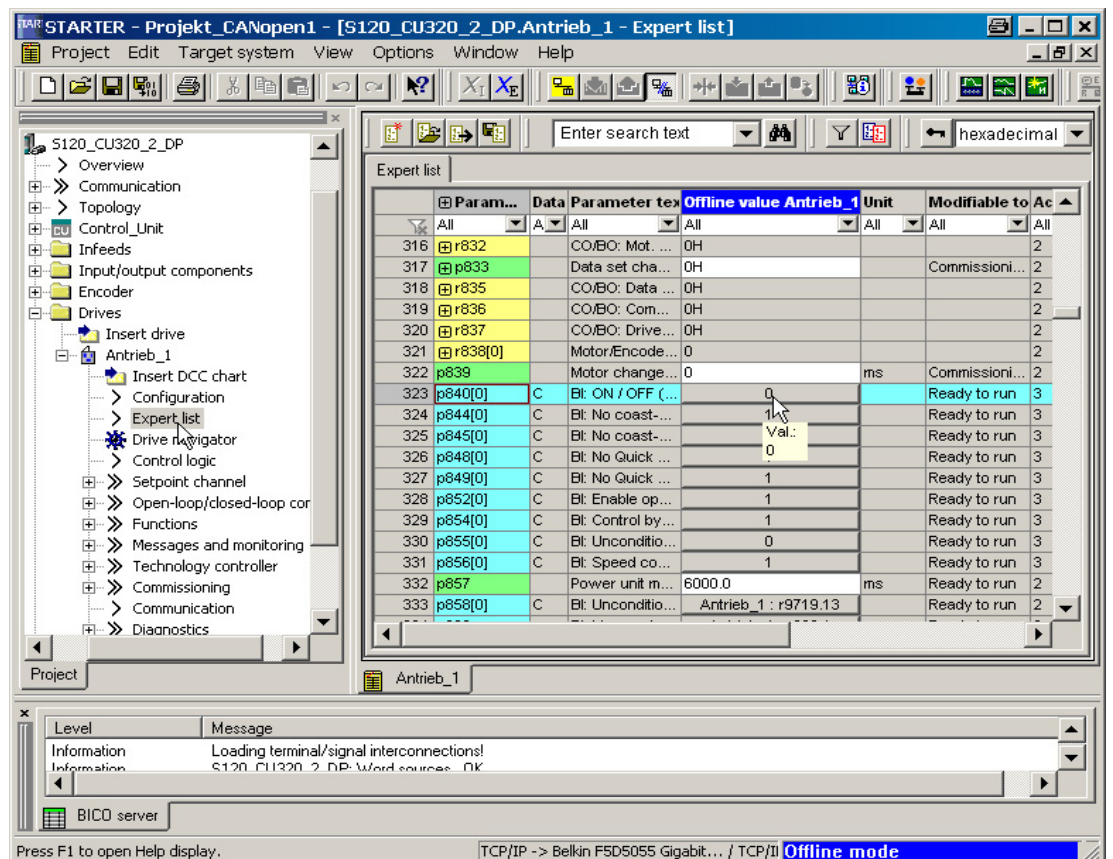 STARTER - Projekt_CANopen1 - [S120_CU320_2_DP.Antrieb_1 - Expert list]
Project Edit Target system View Options Window Help
S120_CU320_2_DP
Overview
Communication
Topology
Control_Unit
Infeeds
Input/output components
Encoder
Drives
Insert drive
Antrieb_1
Insert DCC chart
Configuration
Expert list
Drive navigator
Control logic
Setpoint channel
Open-loop/closed-loop cor
Functions
Messages and monitoring
Technology controller
Commissioning
Communication
Diagnostics
Project
Enter search text hexadecimal
Expert list
Param... Data Parameter tex Offline value Antrieb_1 Unit Modifiable to Ac
All A All All All All All
316 r832 CO/BO: Mot. ... 0H 2
317 p833 Data set cha... 0H Commissioni... 2
318 r835 CO/BO: Data ... 0H 2
319 r836 CO/BO: Com... 0H 2
320 r837 CO/BO: Drive... 0H 2
321 r838[0] Motor/Encode... 0 2
322 p839 Motor change... 0 ms Commissioni... 2
323 p840[0] C BI: ON / OFF (... 0 Ready to run 3
324 p844[0] C BI: No coast-... 1 Ready to run 3
325 p845[0] C BI: No coast-... Ready to run 3
326 p848[0] C BI: No Quick ... Ready to run 3
Val.:
0
327 p849[0] C BI: No Quick ... 1 Ready to run 3
328 p852[0] C BI: Enable op... 1 Ready to run 3
329 p854[0] C BI: Control by... 1 Ready to run 3
330 p855[0] C BI: Unconditio... 0 Ready to run 3
331 p856[0] C BI: Speed co... 1 Ready to run 3
332 p857 Power unit m... 6000.0 ms Ready to run 2
333 p858[0] C BI: Unconditio... Antrieb_1 : r9719.13 Ready to run 2
Antrieb_1
Level Message
Information Loading terminal/signal interconnections!
Information S120_CU320_2_DP: Word sources OK
BICO server
Press F1 to open Help display. TCP/IP -> Belkin F5D5055 Gigabit... / TCP/II Offline mode